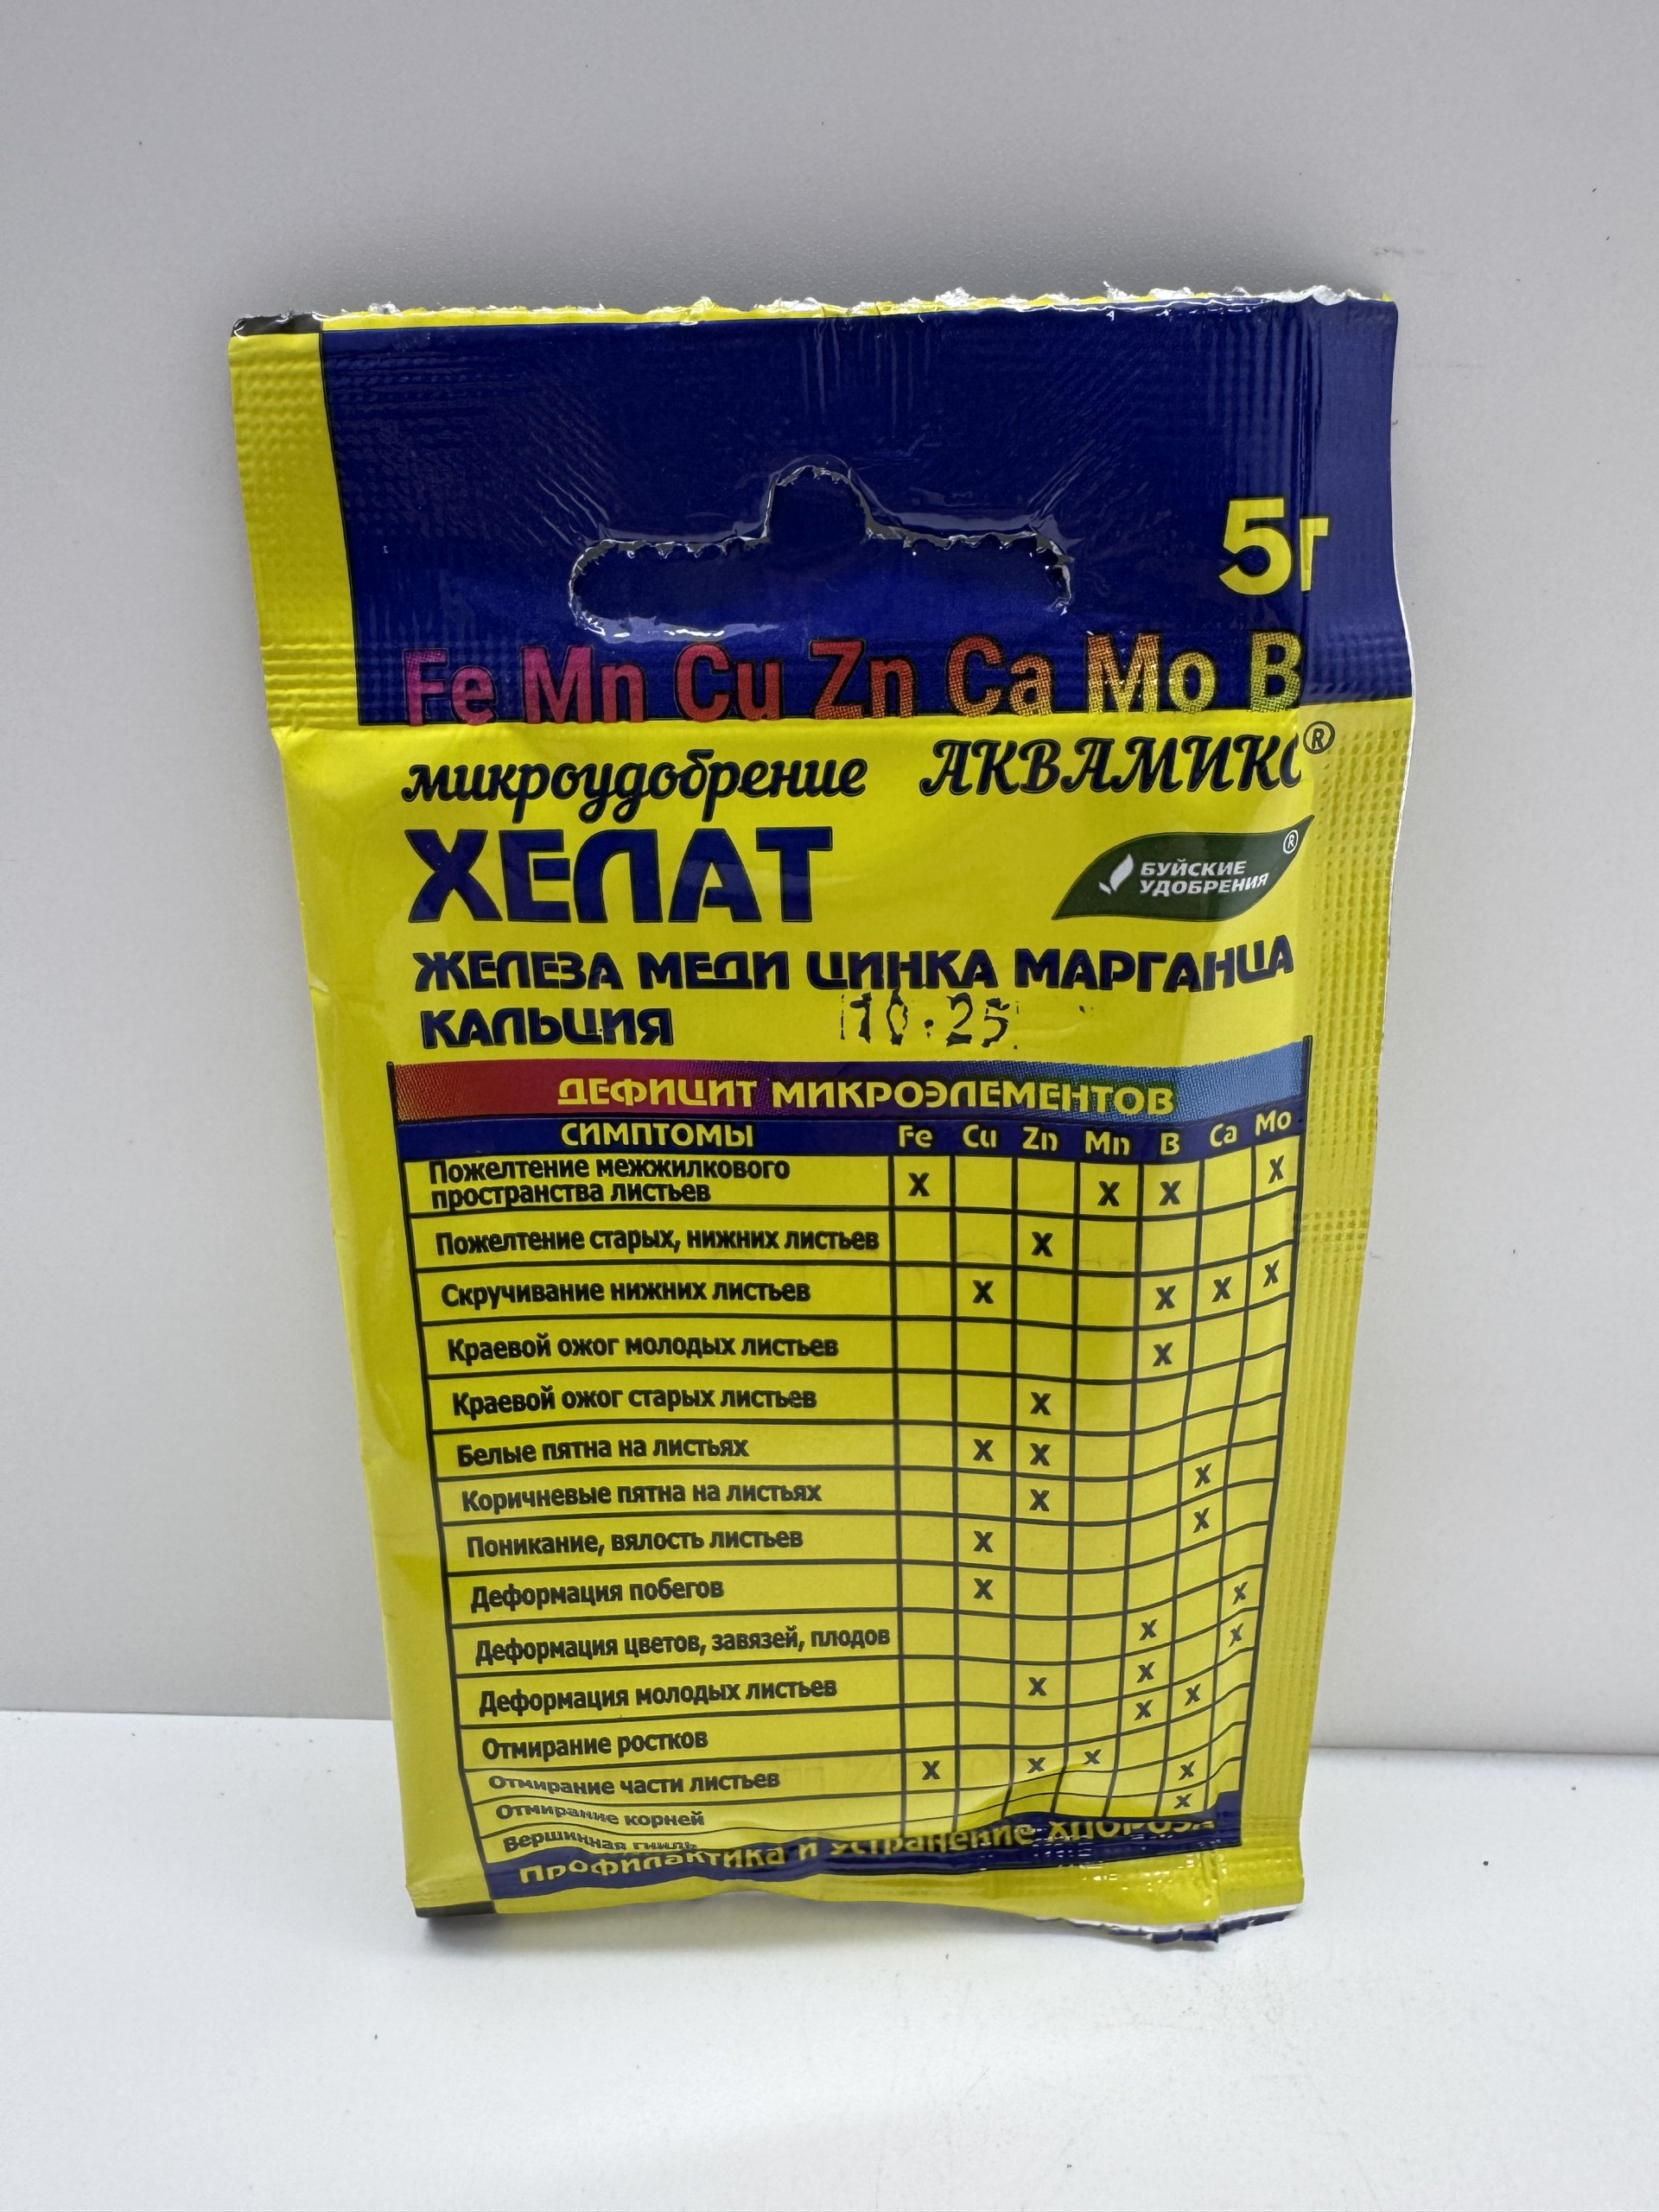 5г
Fe Mn Cu Zn Ca Mo B
микроудобрение АКВАМИКС®
ХЕЛАТ
БУЙСКИЕ ®
УДОБРЕНИЯ
ЖЕЛЕЗА МЕДИ ЦИНКА МАРГАНЦА
КАЛЬЦИЯ 10.25
ДЕФИЦИТ МИКРОЭЛЕМЕНТОВ
СИМПТОМЫ Fe Cu Zn Mn B Ca Mo
Пожелтение межжилкового
пространства листьев X X X X
Пожелтение старых, нижних листьев X
Скручивание нижних листьев X X X X
Краевой ожог молодых листьев X
Краевой ожог старых листьев X
Белые пятна на листьях X X
Коричневые пятна на листьях X X
Поникание, вялость листьев X X
Деформация побегов X
Деформация цветов, завязей, плодов X X
Деформация молодых листьев X X X
Отмирание ростков X X
Отмирание части листьев X X X
Отмирание корней X
Вершинная гниль X
Профилактика и устранение ХЛОРОЗА